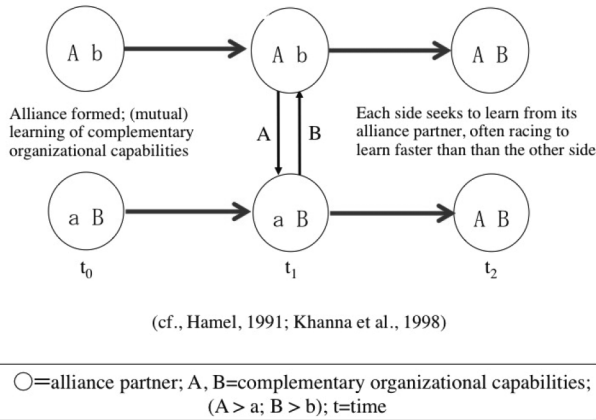 A b
A b
A B
Alliance formed; (mutual)
learning of complementary
organizational capabilities
A
B
Each side seeks to learn from its
alliance partner, often racing to
learn faster than than the other side
a B
a B
A B
t₀
t₁
t₂
(cf., Hamel, 1991; Khanna et al., 1998)
○=alliance partner; A, B=complementary organizational capabilities;
(A > a; B > b); t=time